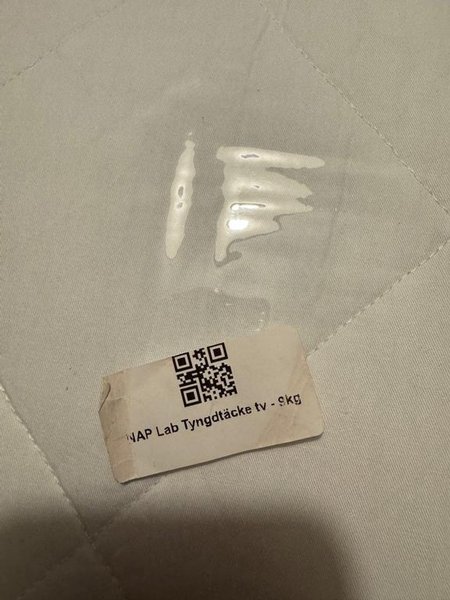 NAP Lab Tyngdtäcke tv - 9kg